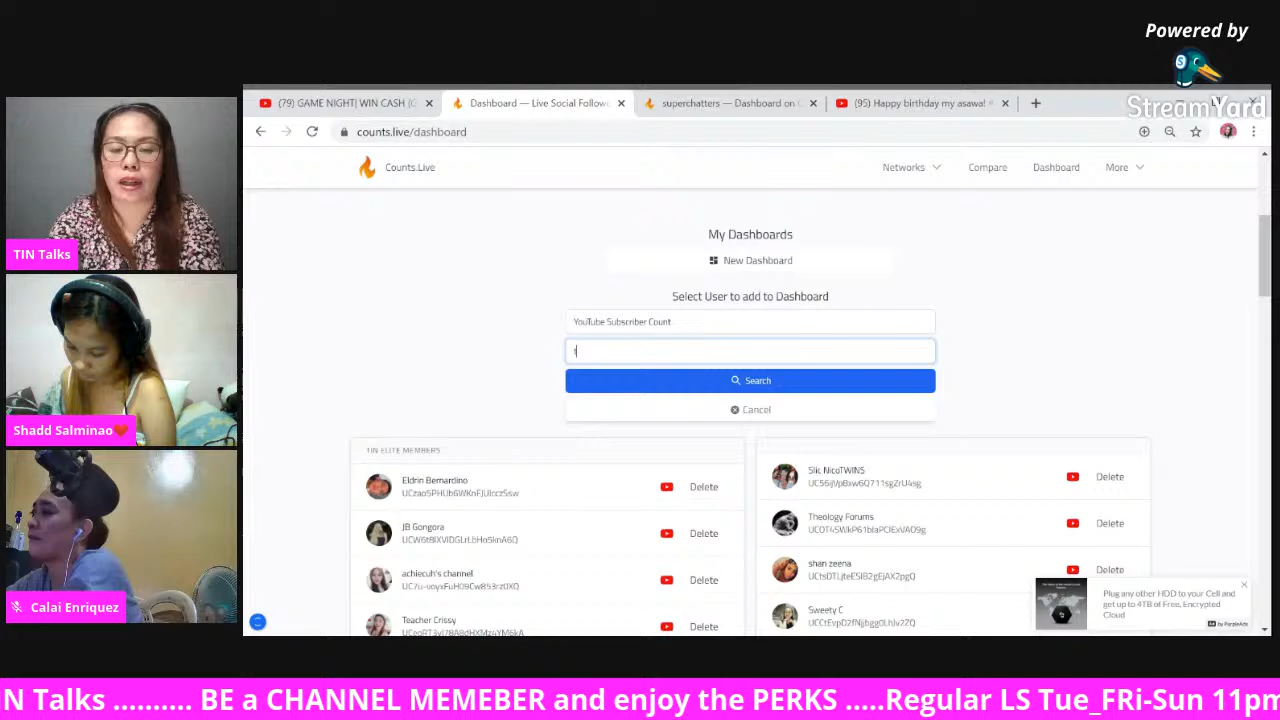 Powered by
StreamYard
(79) GAME NIGHT| WIN CASH (G
Dashboard — Live Social Follow
superchatters — Dashboard on C
(95) Happy birthday my asawa!
counts.live/dashboard
Counts.Live
Networks
Compare
Dashboard
More
My Dashboards
New Dashboard
Select User to add to Dashboard
YouTube Subscriber Count
t
Search
Cancel
TIN ELITE MEMBERS
Eldrin Bernardino
Delete
JB Gongora
Delete
achiecuh's channel
Delete
Teacher Crissy
Delete
Slic NicoTWINS
Delete
Theology Forums
Delete
shan zeena
Delete
Sweety C
Plug any other HDD to your Cell and
get up to 4TB of Free, Encrypted
Cloud
Ad by PurpleAds
TIN Talks
Shadd Salminao❤️
Calai Enriquez
IN Talks .......... BE a CHANNEL MEMEBER and enjoy the PERKS .....Regular LS Tue_FRi-Sun 11pm